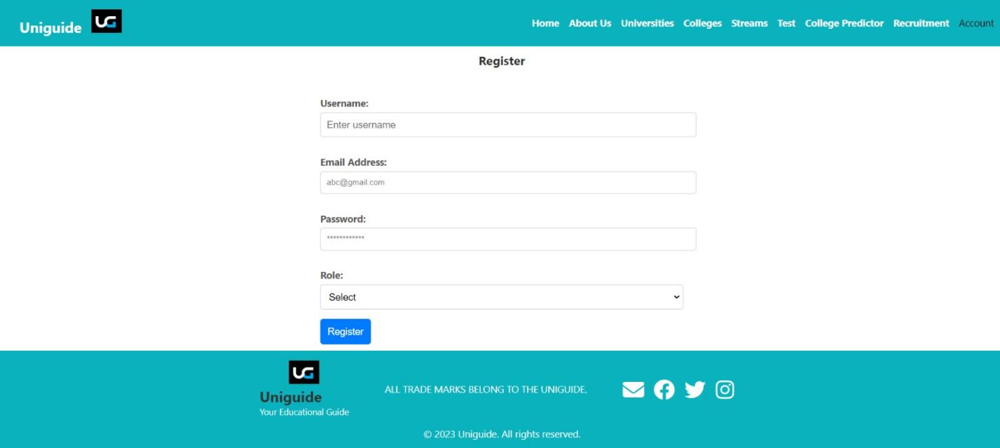 Uniguide UG Home About Us Universities Colleges Streams Test College Predictor Recruitment Account
Register
Username:
Enter username
Email Address:
abc@gmail.com
Password:
************
Role:
Select
Register
UG
Uniguide
Your Educational Guide
ALL TRADE MARKS BELONG TO THE UNIGUIDE.
© 2023 Uniguide. All rights reserved.